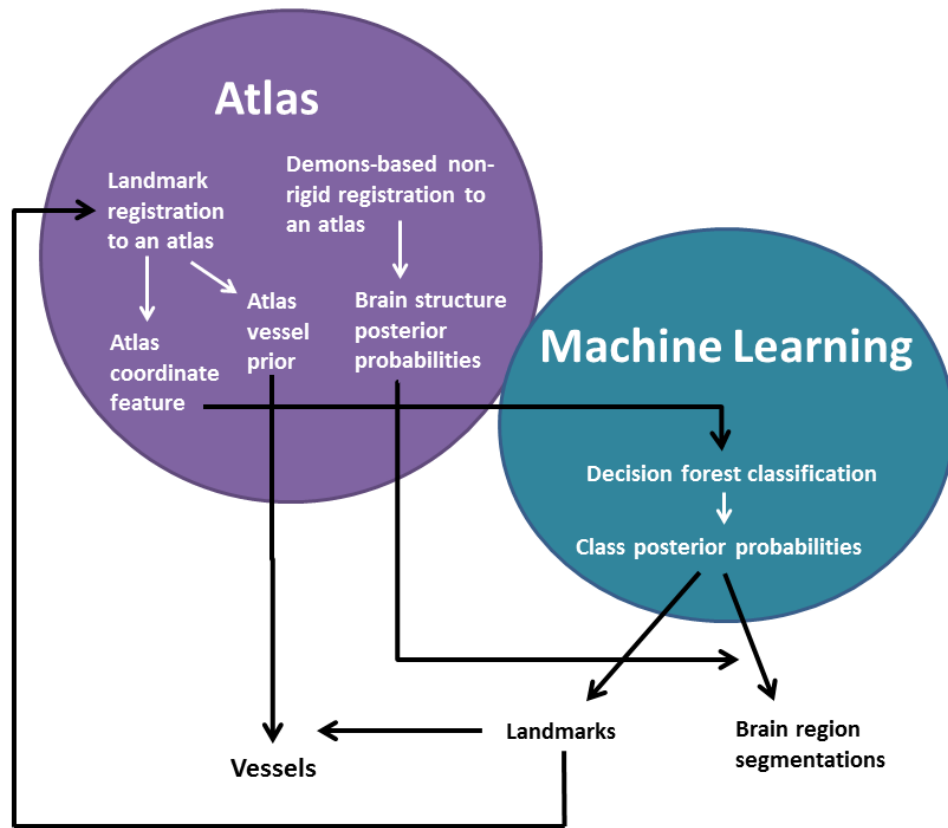 Atlas
Landmark
registration
to an atlas
Demons-based non-
rigid registration to
an atlas
Atlas
coordinate
feature
Atlas
vessel
prior
Brain structure
posterior
probabilities
Machine Learning
Decision forest classification
Class posterior probabilities
Vessels
Landmarks
Brain region
segmentations